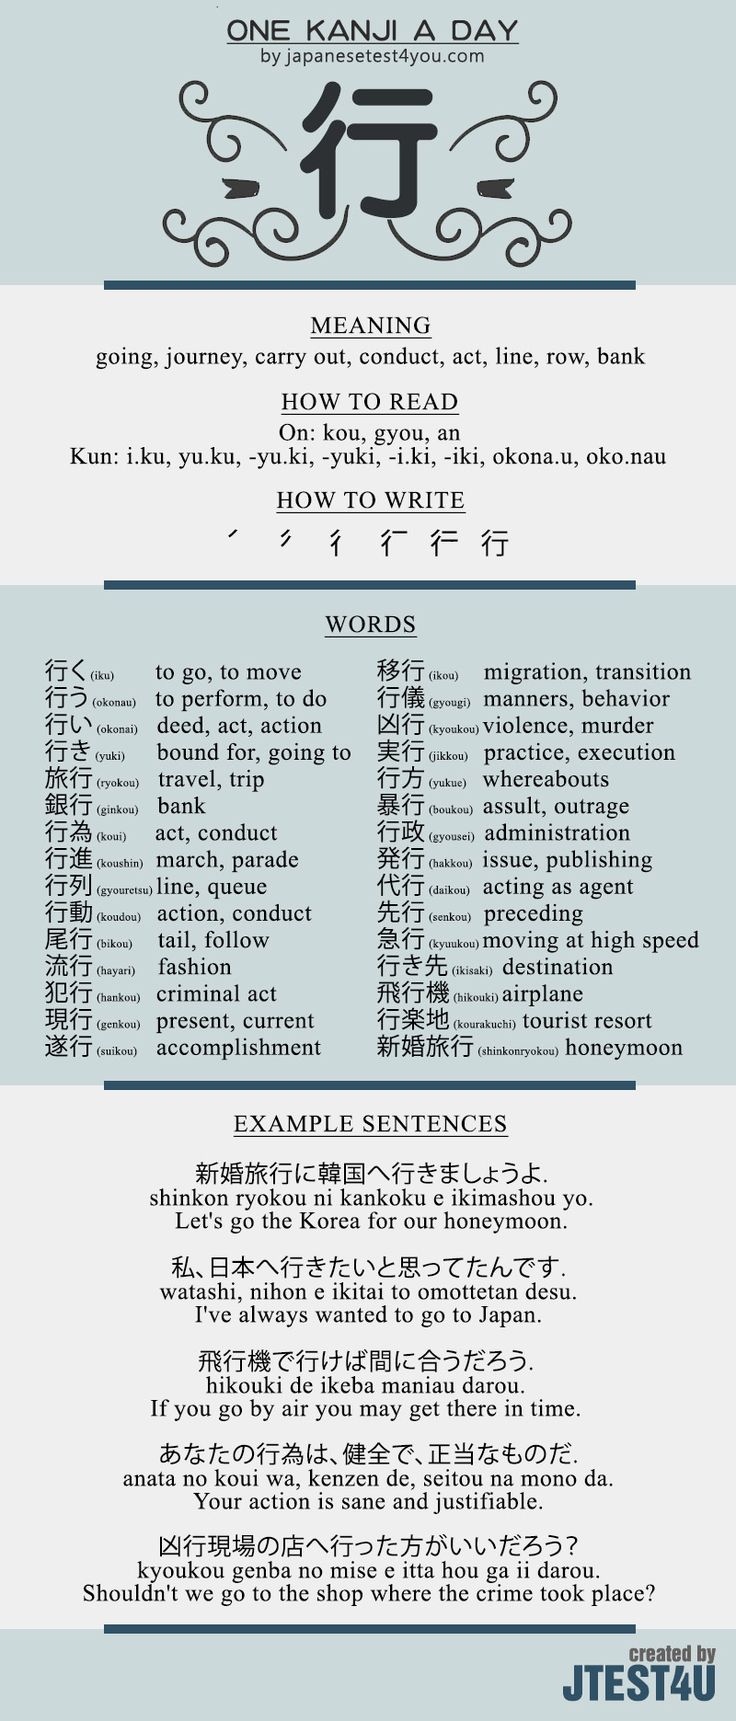 ONE KANJI A DAY
by japanesetest4you.com
行
MEANING
going, journey, carry out, conduct, act, line, row, bank
HOW TO READ
On: kou, gyou, an
Kun: i.ku, yu.ku, -yu.ki, -yuki, -i.ki, -iki, okona.u, oko.nau
HOW TO WRITE
行
WORDS
行く (iku) to go, to move
行う (okonau) to perform, to do
行い (okonai) deed, act, action
行き (yuki) bound for, going to
旅行 (ryokou) travel, trip
銀行 (ginkou) bank
行為 (koui) act, conduct
行進 (koushin) march, parade
行列 (gyouretsu) line, queue
行動 (koudou) action, conduct
尾行 (bikou) tail, follow
流行 (hayari) fashion
犯行 (hankou) criminal act
現行 (genkou) present, current
遂行 (suikou) accomplishment
移行 (ikou) migration, transition
行儀 (gyougi) manners, behavior
凶行 (kyoukou) violence, murder
実行 (jikkou) practice, execution
行方 (yukue) whereabouts
暴行 (boukou) assult, outrage
行政 (gyousei) administration
発行 (hakkou) issue, publishing
代行 (daikou) acting as agent
先行 (senkou) preceding
急行 (kyuukou) moving at high speed
行き先 (ikisaki) destination
飛行機 (hikouki) airplane
行楽地 (kourakuchi) tourist resort
新婚旅行 (shinkonryokou) honeymoon
EXAMPLE SENTENCES
新婚旅行に韓国へ行きましょうよ.
shinkon ryokou ni kankoku e ikimashou yo.
Let's go the Korea for our honeymoon.
私、日本へ行きたいと思ってたんです.
watashi, nihon e ikitai to omottetan desu.
I've always wanted to go to Japan.
飛行機で行けば間に合うだろう.
hikouki de ikeba maniau darou.
If you go by air you may get there in time.
あなたの行為は、健全で、正当なものだ.
anata no koui wa, kenzen de, seitou na mono da.
Your action is sane and justifiable.
凶行現場の店へ行った方がいいだろう?
kyoukou genba no mise e itta hou ga ii darou.
Shouldn't we go to the shop where the crime took place?
created by
JTEST4U